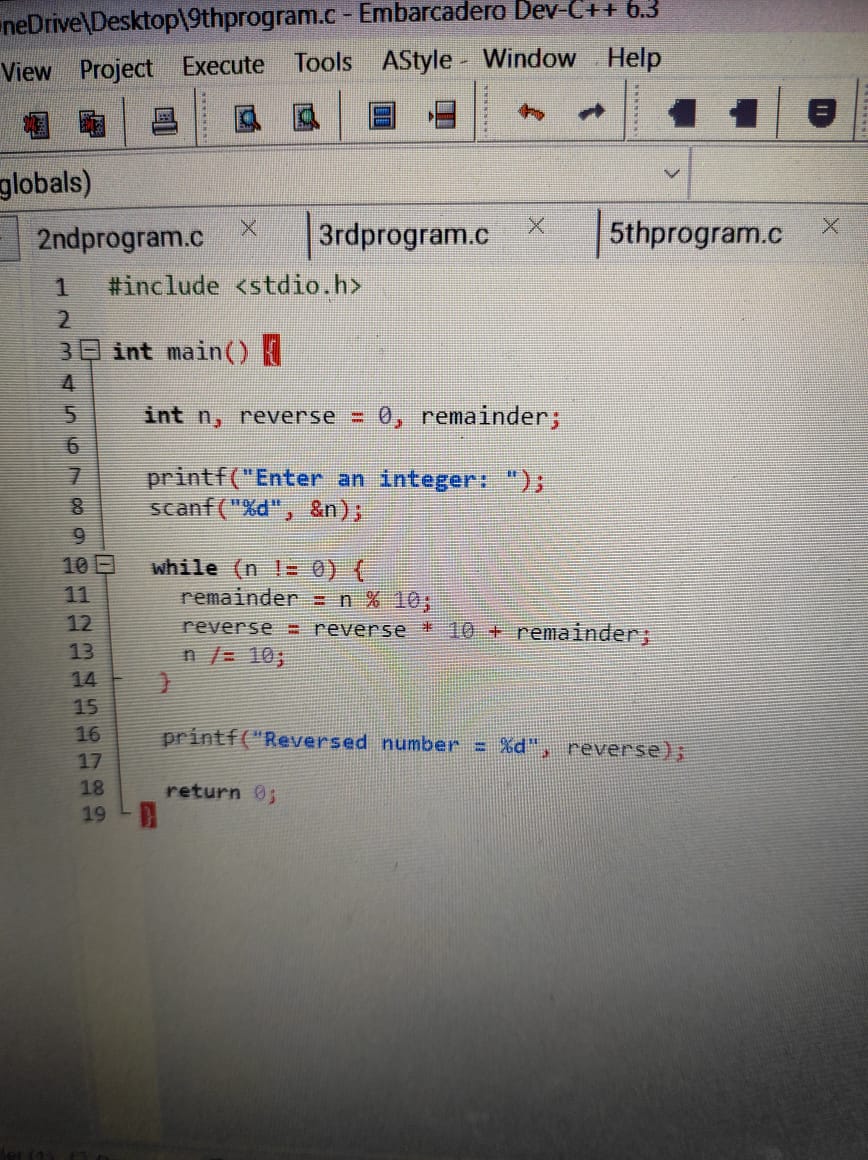 neDrive\Desktop\9thprogram.c - Embarcadero Dev-C++ 6.3
View Project Execute Tools AStyle Window Help
globals)
2ndprogram.c 3rdprogram.c 5thprogram.c
1 #include <stdio.h>
2
3 int main() {
4
5 int n, reverse = 0, remainder;
6
7 printf("Enter an integer: ");
8 scanf("%d", &n);
9
10 while (n != 0) {
11 remainder = n % 10;
12 reverse = reverse * 10 + remainder;
13 n /= 10;
14 }
15
16 printf("Reversed number = %d", reverse);
17
18 return 0;
19 }